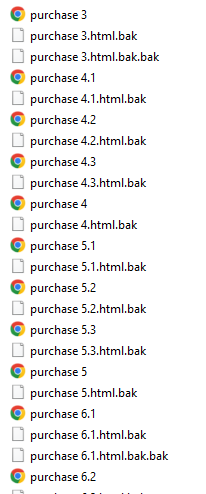 purchase 3
purchase 3.html.bak
purchase 3.html.bak.bak
purchase 4.1
purchase 4.1.html.bak
purchase 4.2
purchase 4.2.html.bak
purchase 4.3
purchase 4.3.html.bak
purchase 4
purchase 4.html.bak
purchase 5.1
purchase 5.1.html.bak
purchase 5.2
purchase 5.2.html.bak
purchase 5.3
purchase 5.3.html.bak
purchase 5
purchase 5.html.bak
purchase 6.1
purchase 6.1.html.bak
purchase 6.1.html.bak.bak
purchase 6.2